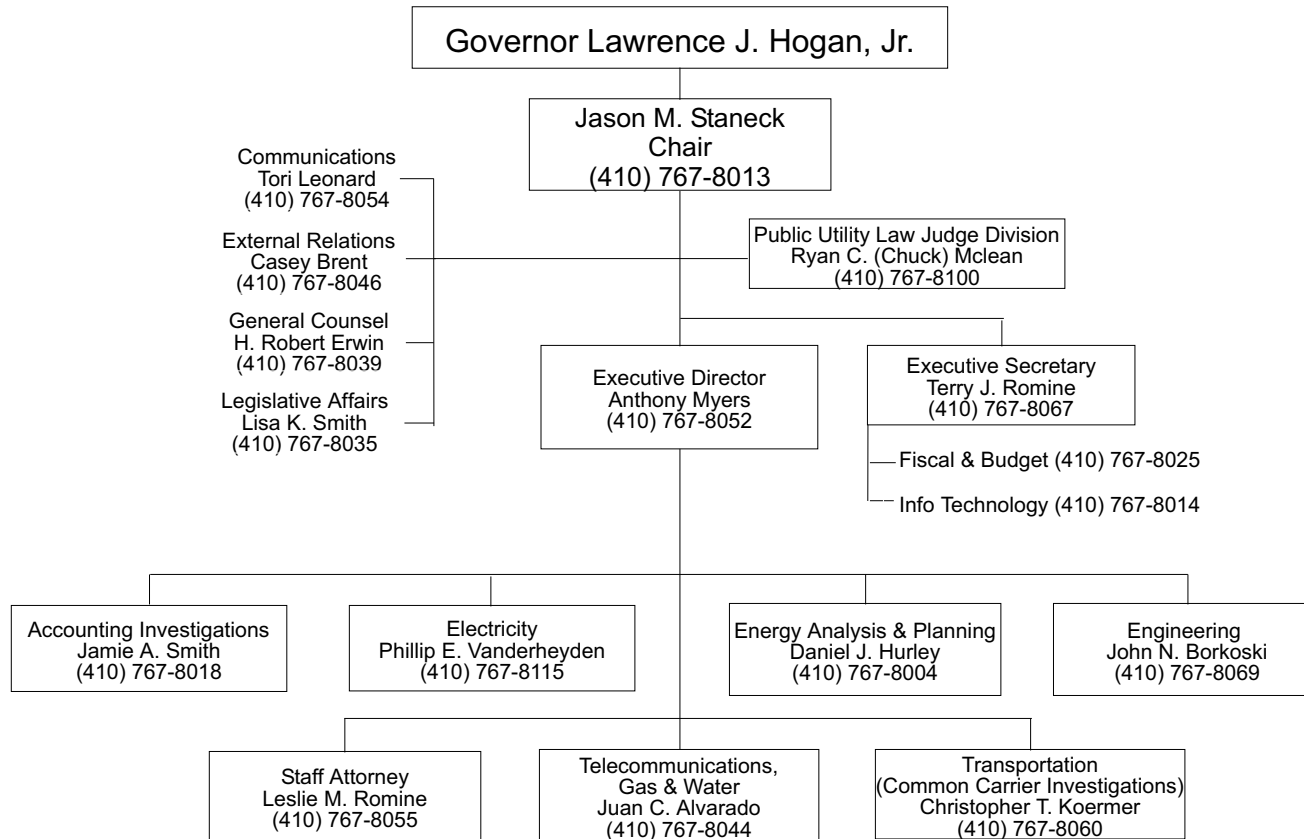 Governor Lawrence J. Hogan, Jr.
Jason M. Staneck
Chair
(410) 767-8013
Communications
Tori Leonard
(410) 767-8054
External Relations
Casey Brent
(410) 767-8046
General Counsel
H. Robert Erwin
(410) 767-8039
Legislative Affairs
Lisa K. Smith
(410) 767-8035
Public Utility Law Judge Division
Ryan C. (Chuck) Mclean
(410) 767-8100
Executive Director
Anthony Myers
(410) 767-8052
Executive Secretary
Terry J. Romine
(410) 767-8067
Fiscal & Budget (410) 767-8025
Info Technology (410) 767-8014
Accounting Investigations
Jamie A. Smith
(410) 767-8018
Electricity
Phillip E. Vanderheyden
(410) 767-8115
Energy Analysis & Planning
Daniel J. Hurley
(410) 767-8004
Engineering
John N. Borkoski
(410) 767-8069
Staff Attorney
Leslie M. Romine
(410) 767-8055
Telecommunications,
Gas & Water
Juan C. Alvarado
(410) 767-8044
Transportation
(Common Carrier Investigations)
Christopher T. Koermer
(410) 767-8060